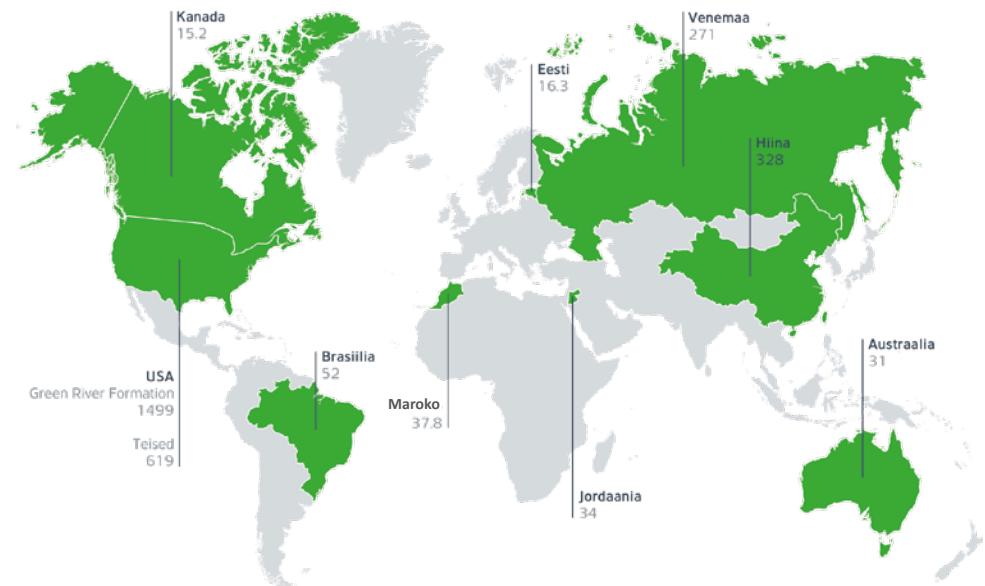 Kanada
15.2
Venemaa
271
Eesti
16.3
Hiina
328
Austraalia
31
Brasiilia
52
USA
Green River Formation
1499
Teised
619
Maroko
37.8
Jordaania
34